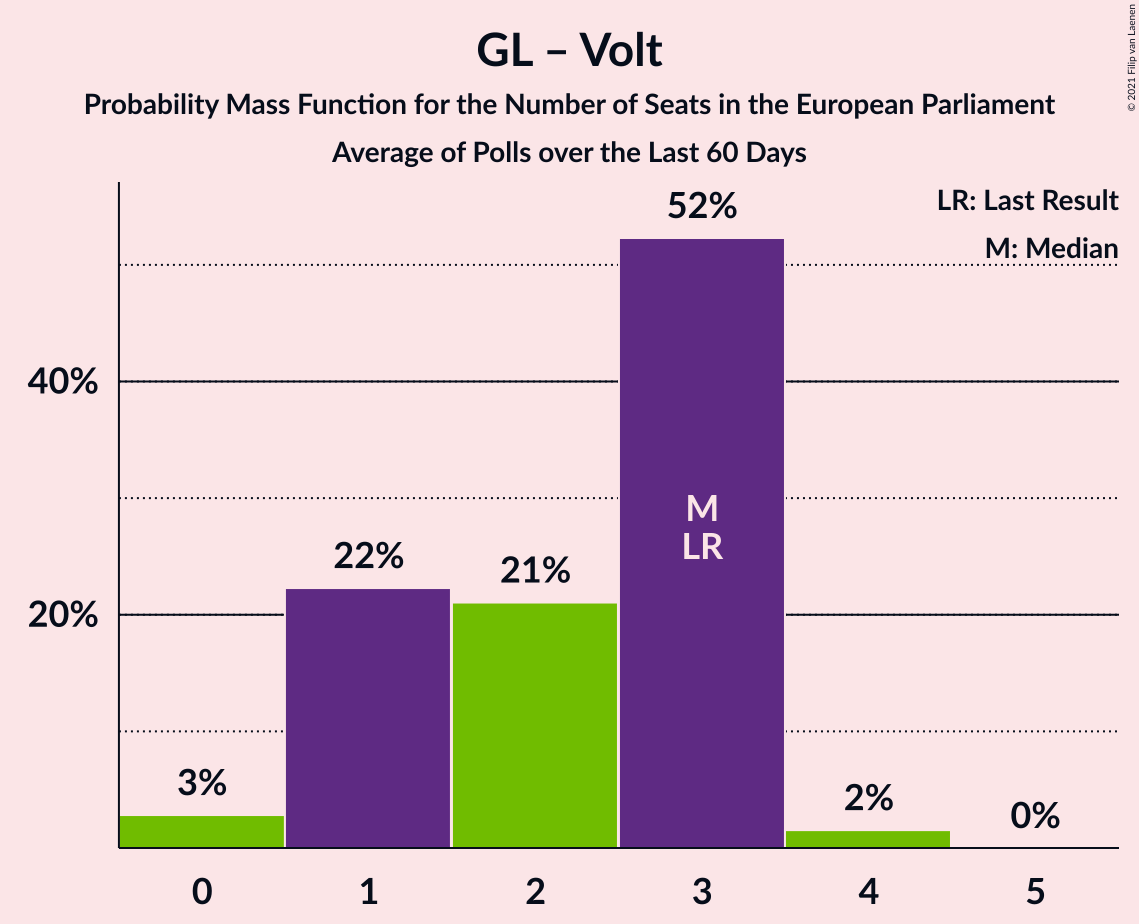 GL – Volt
Probability Mass Function for the Number of Seats in the European Parliament
Average of Polls over the Last 60 Days
© 2021 Filip van Laenen
LR: Last Result
M: Median
52%
40%
M
LR
22%
21%
20%
3%
2%
0%
0 1 2 3 4 5